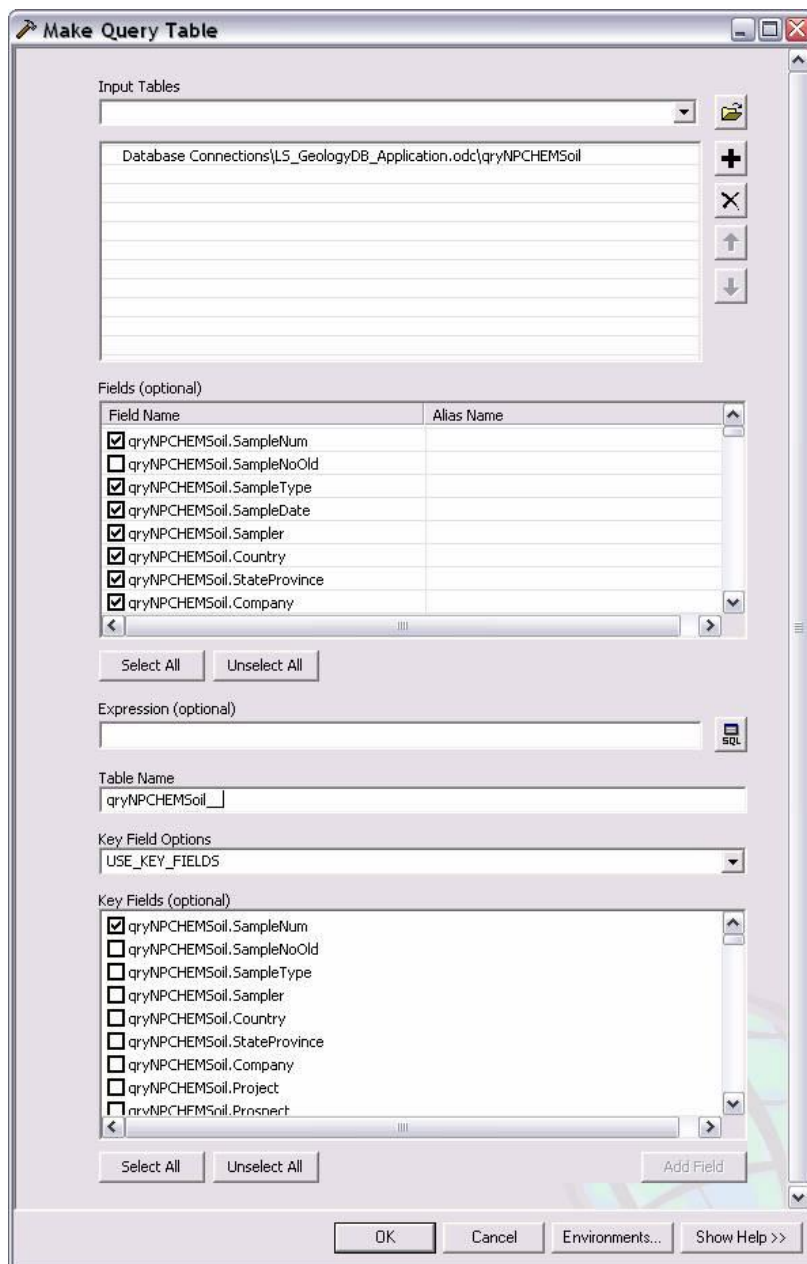 Make Query Table
Input Tables
Database Connections\LS_GeologyDB_Application.odc\qryNPCHEMSoil
Fields (optional)
Field Name Alias Name
qryNPCHEMSoil.SampleNum
qryNPCHEMSoil.SampleNoOld
qryNPCHEMSoil.SampleType
qryNPCHEMSoil.SampleDate
qryNPCHEMSoil.Sampler
qryNPCHEMSoil.Country
qryNPCHEMSoil.StateProvince
qryNPCHEMSoil.Company
Select All Unselect All
Expression (optional)
SQL
Table Name
qryNPCHEMSoil__
Key Field Options
USE_KEY_FIELDS
Key Fields (optional)
qryNPCHEMSoil.SampleNum
qryNPCHEMSoil.SampleNoOld
qryNPCHEMSoil.SampleType
qryNPCHEMSoil.Sampler
qryNPCHEMSoil.Country
qryNPCHEMSoil.StateProvince
qryNPCHEMSoil.Company
qryNPCHEMSoil.Project
qryNPCHEMSoil.Prospect
Select All Unselect All Add Field
OK Cancel Environments... Show Help >>